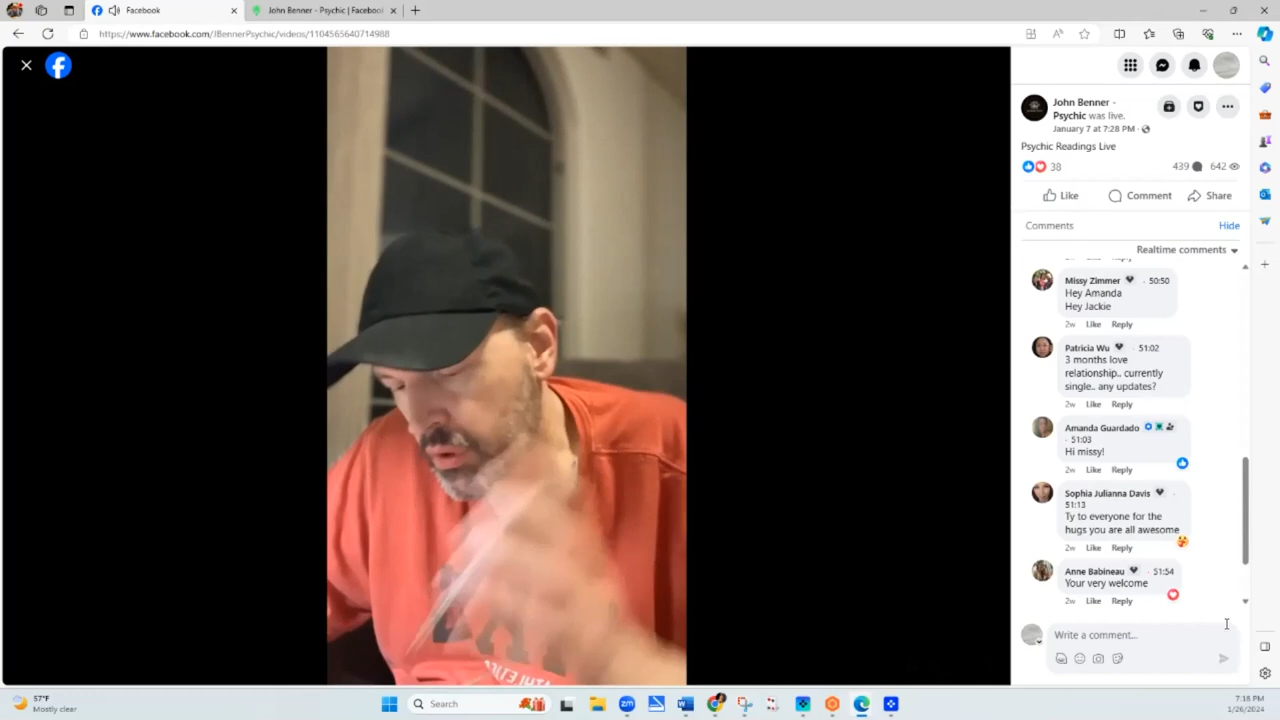 Facebook
John Benner - Psychic | Facebook
https://www.facebook.com/JBennerPsychic/videos/1104565640714988
John Benner -
Psychic was live.
January 7 at 7:28 PM
Psychic Readings Live
38
439
642
Like
Comment
Share
Comments
Hide
Realtime comments
Missy Zimmer · 50:50
Hey Amanda
Hey Jackie
2w Like Reply
Patricia Wu · 51:02
3 months love
relationship.. currently
single.. any updates?
2w Like Reply
Amanda Guardado
· 51:03
Hi missy!
2w Like Reply
Sophia Julianna Davis ·
51:13
Ty to everyone for the
hugs you are all awesome
2w Like Reply
Anne Babineau · 51:54
Your very welcome
2w Like Reply
Write a comment...
57°F
Mostly clear
Search
zm
7:18 PM
1/26/2024